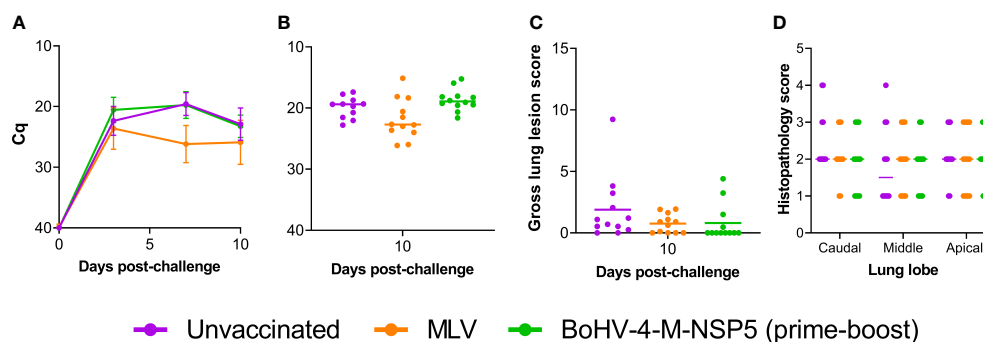 A
B
C
D
10
20
30
40
Cq
0
5
10
Days post-challenge
10
20
30
40
10
Days post-challenge
15
10
5
0
Gross lung lesion score
10
Days post-challenge
5
4
3
2
1
0
Histopathology score
Caudal
Middle
Apical
Lung lobe
Unvaccinated
MLV
BoHV-4-M-NSP5 (prime-boost)